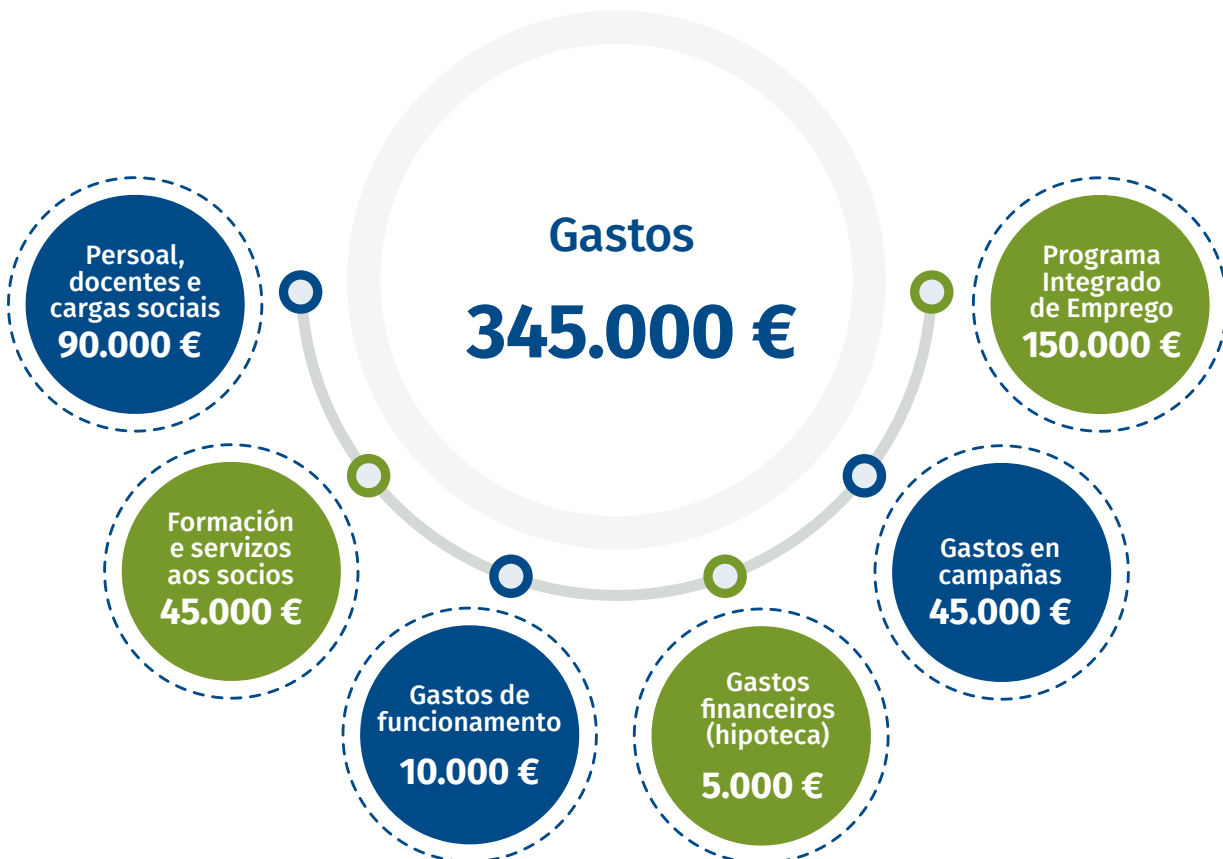 Gastos
345.000 €
Persoal,
docentes e
cargas sociais
90.000 €
Formación
e servizos
aos socios
45.000 €
Gastos de
funcionamento
10.000 €
Gastos
financeiros
(hipoteca)
5.000 €
Gastos en
campañas
45.000 €
Programa
Integrado
de Emprego
150.000 €